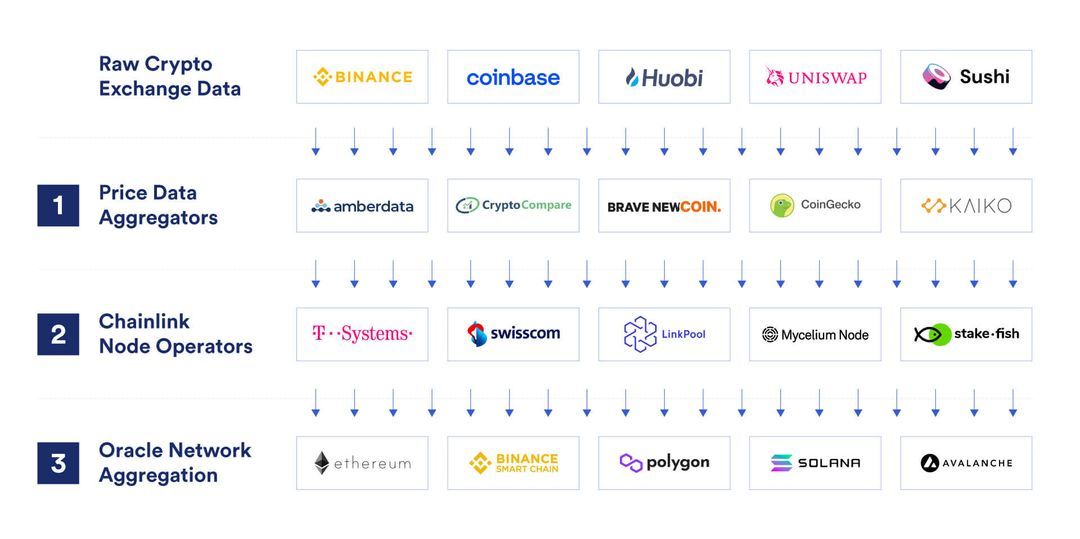 Raw Crypto
Exchange Data
BINANCE
coinbase
Huobi
UNISWAP
Sushi
1
Price Data
Aggregators
amberdata
CryptoCompare
BRAVE NEWCOIN.
CoinGecko
KAIKO
2
Chainlink
Node Operators
T··Systems·
swisscom
LinkPool
Mycelium Node
stake·fish
3
Oracle Network
Aggregation
ethereum
BINANCE
SMART CHAIN
polygon
SOLANA
AVALANCHE